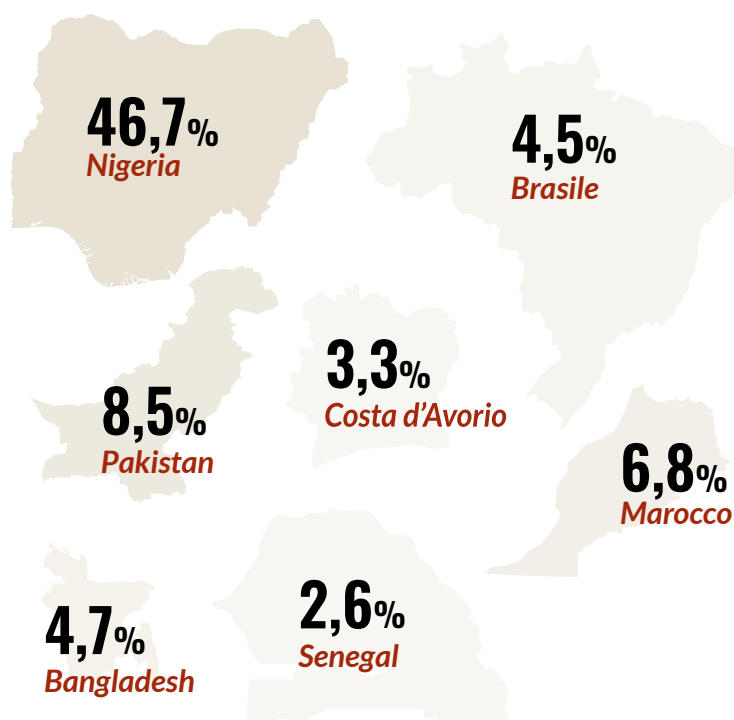 46,7%
Nigeria
4,5%
Brasile
8,5%
Pakistan
3,3%
Costa d’Avorio
6,8%
Marocco
4,7%
Bangladesh
2,6%
Senegal